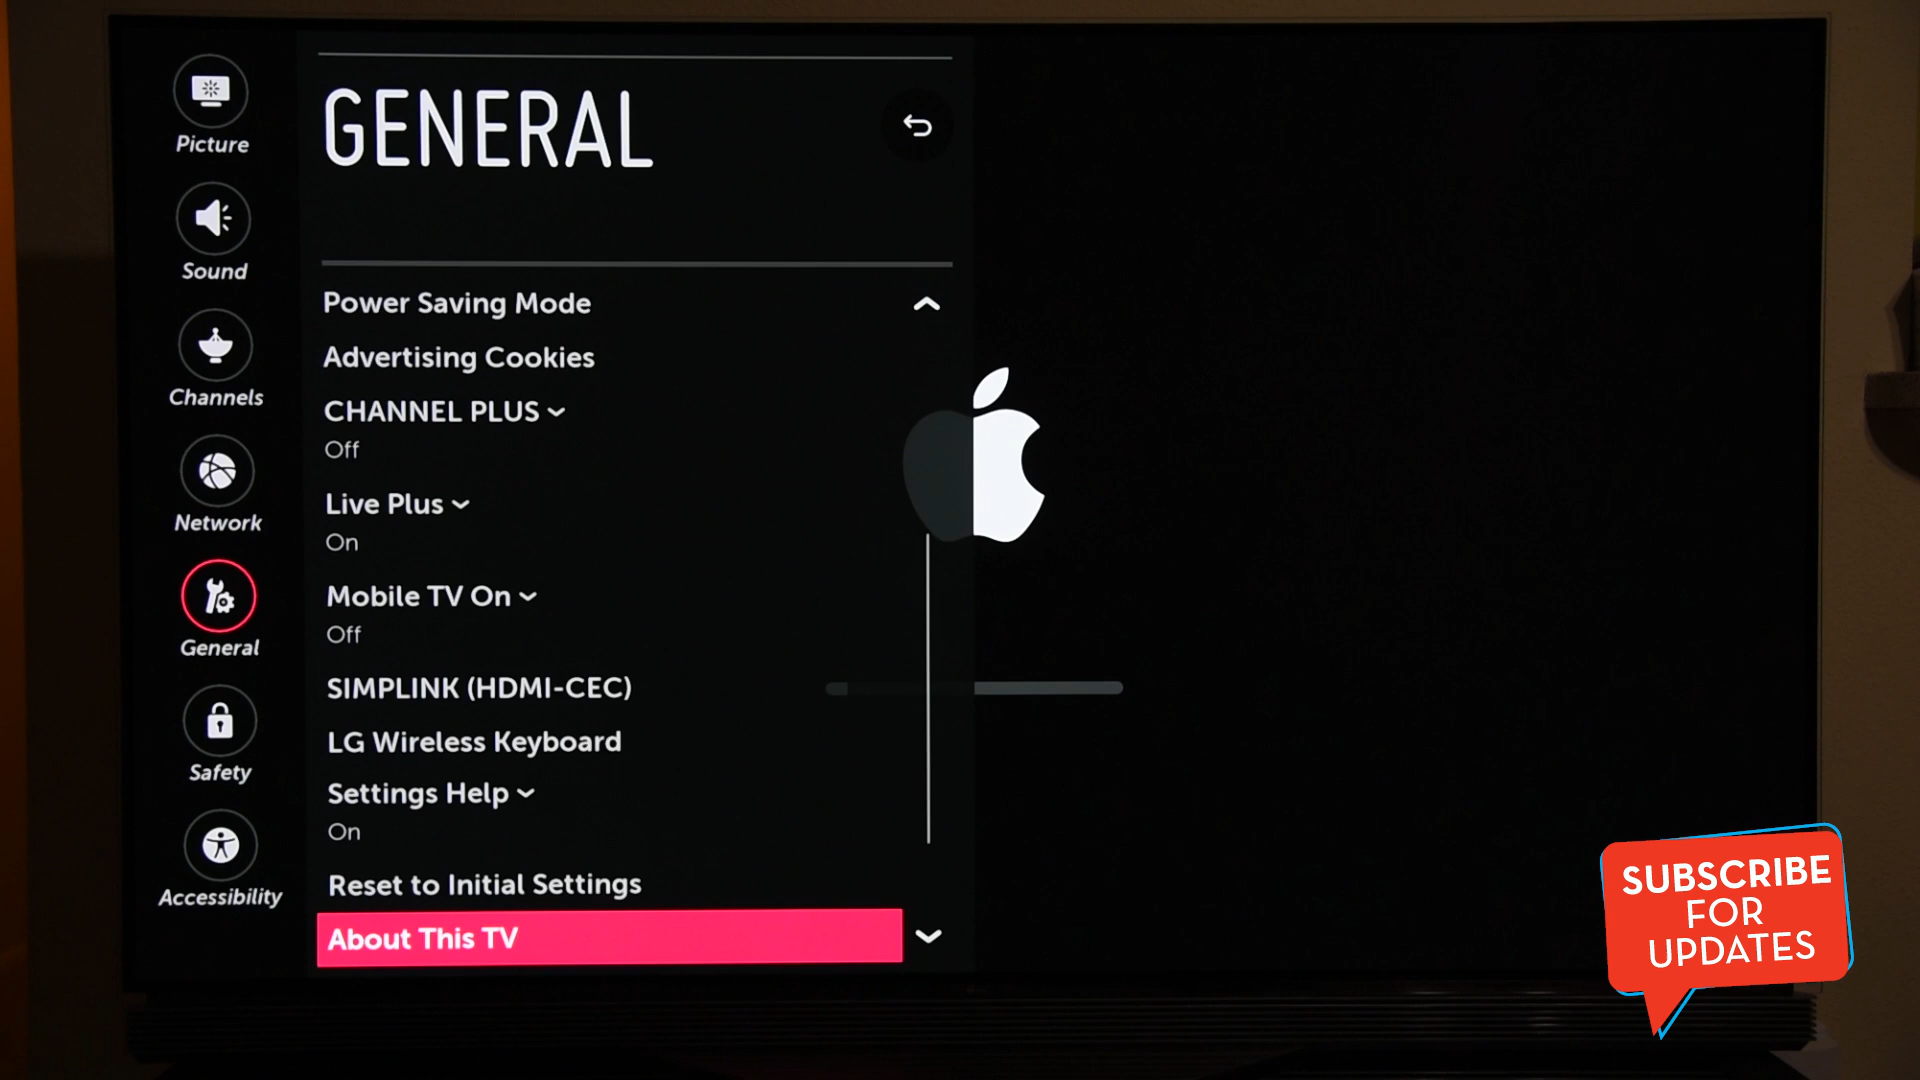 Picture
Sound
Channels
Network
General
Safety
Accessibility
GENERAL
Power Saving Mode
Advertising Cookies
CHANNEL PLUS
Off
Live Plus
On
Mobile TV On
Off
SIMPLINK (HDMI-CEC)
LG Wireless Keyboard
Settings Help
On
Reset to Initial Settings
About This TV
SUBSCRIBE
FOR
UPDATES